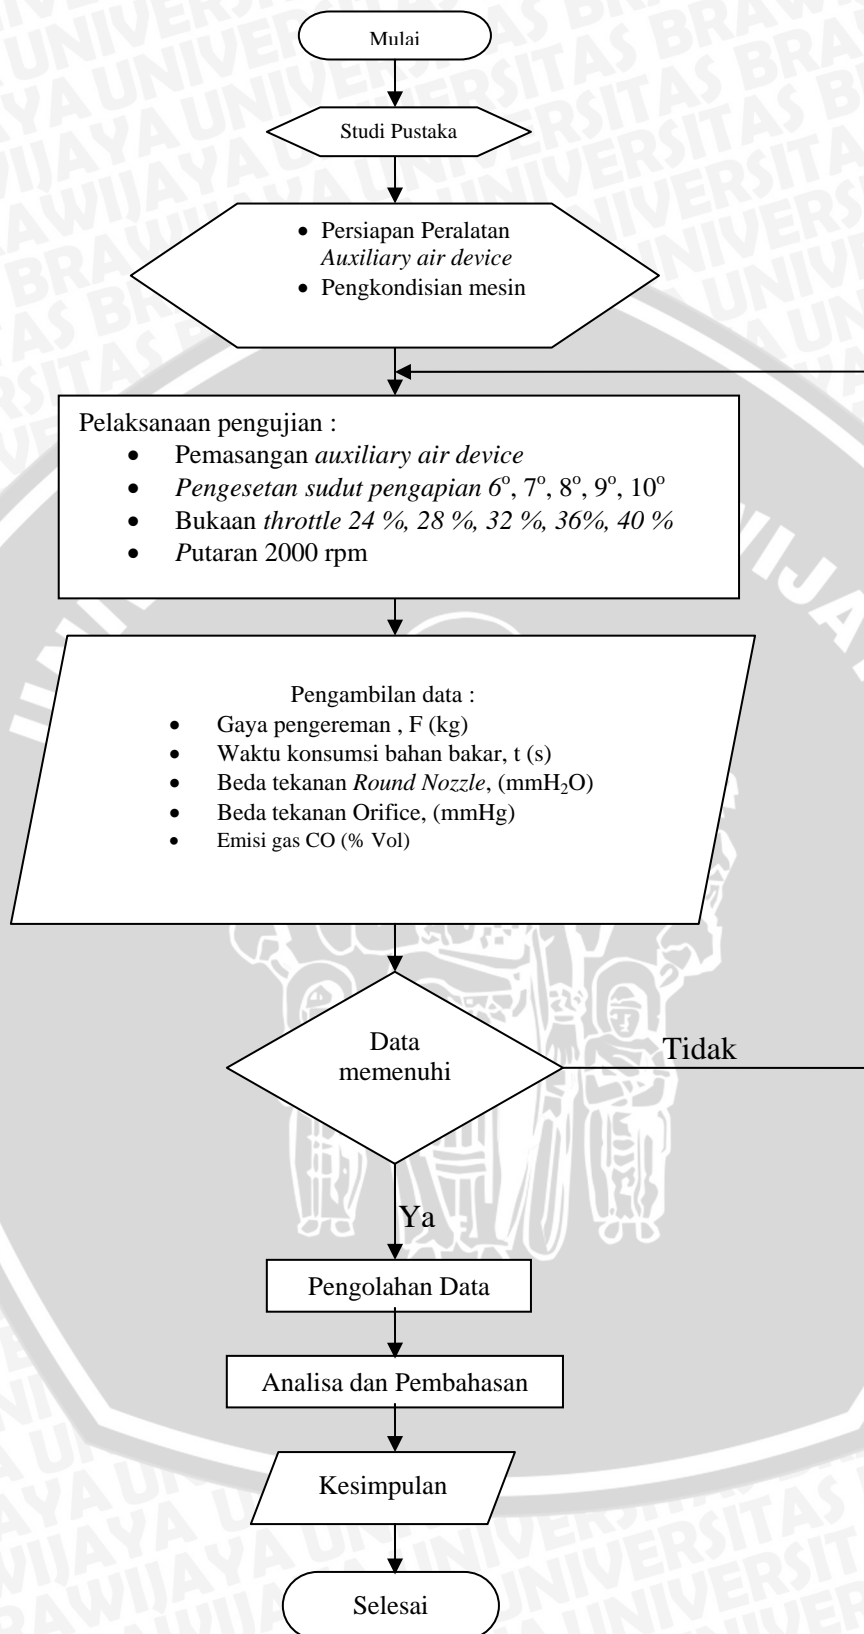 Mulai
Studi Pustaka
• Persiapan Peralatan
Auxiliary air device
• Pengkondisian mesin
Pelaksanaan pengujian :
• Pemasangan auxiliary air device
• Pengesetan sudut pengapian 6°, 7°, 8°, 9°, 10°
• Bukaan throttle 24 %, 28 %, 32 %, 36%, 40 %
• Putaran 2000 rpm
Pengambilan data :
• Gaya pengereman , F (kg)
• Waktu konsumsi bahan bakar, t (s)
• Beda tekanan Round Nozzle, (mmH₂O)
• Beda tekanan Orifice, (mmHg)
• Emisi gas CO (% Vol)
Data
memenuhi
Tidak
Ya
Pengolahan Data
Analisa dan Pembahasan
Kesimpulan
Selesai